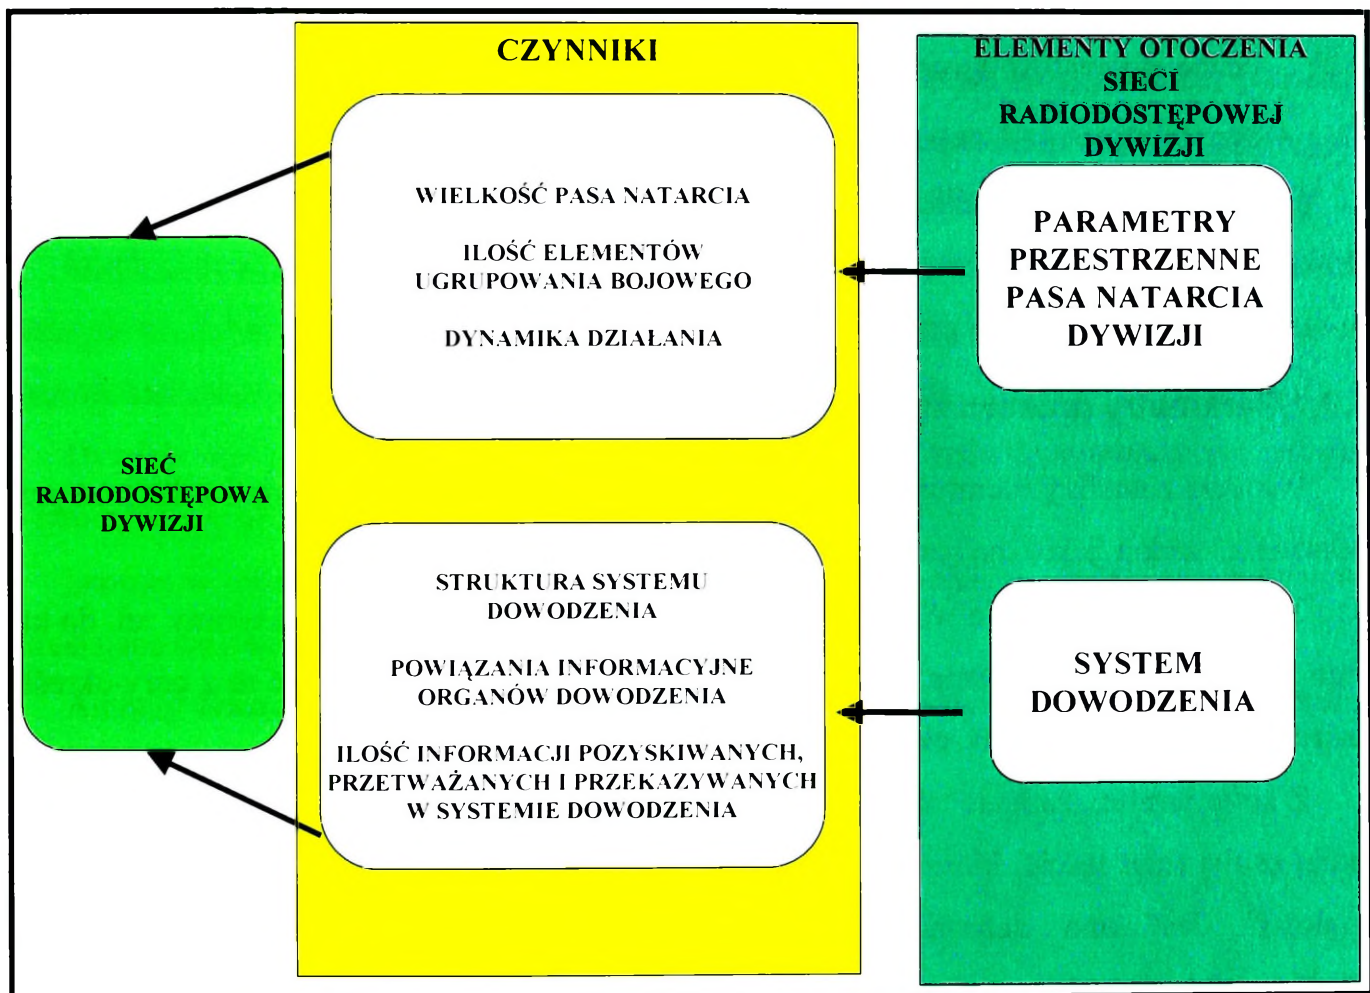 CZYNNIKI
WIELKOŚĆ PASA NATARCIA
ILOŚĆ ELEMENTÓW
UGRUPOWANIA BOJOWEGO
DYNAMIKA DZIAŁANIA
STRUKTURA SYSTEMU
DOWODZENIA
POWIĄZANIA INFORMACYJNE
ORGANÓW DOWODZENIA
ILOŚĆ INFORMACJI POZYSKIWANYCH,
PRZETWAŻANYCH I PRZEKAZYWANYCH
W SYSTEMIE DOWODZENIA
ELEMENTY OTOCZENIA
SIECI
RADIODOSTĘPOWEJ
DYWIZJI
PARAMETRY
PRZESTRZENNE
PASA NATARCIA
DYWIZJI
SYSTEM
DOWODZENIA
SIEĆ
RADIODOSTĘPOWA
DYWIZJI